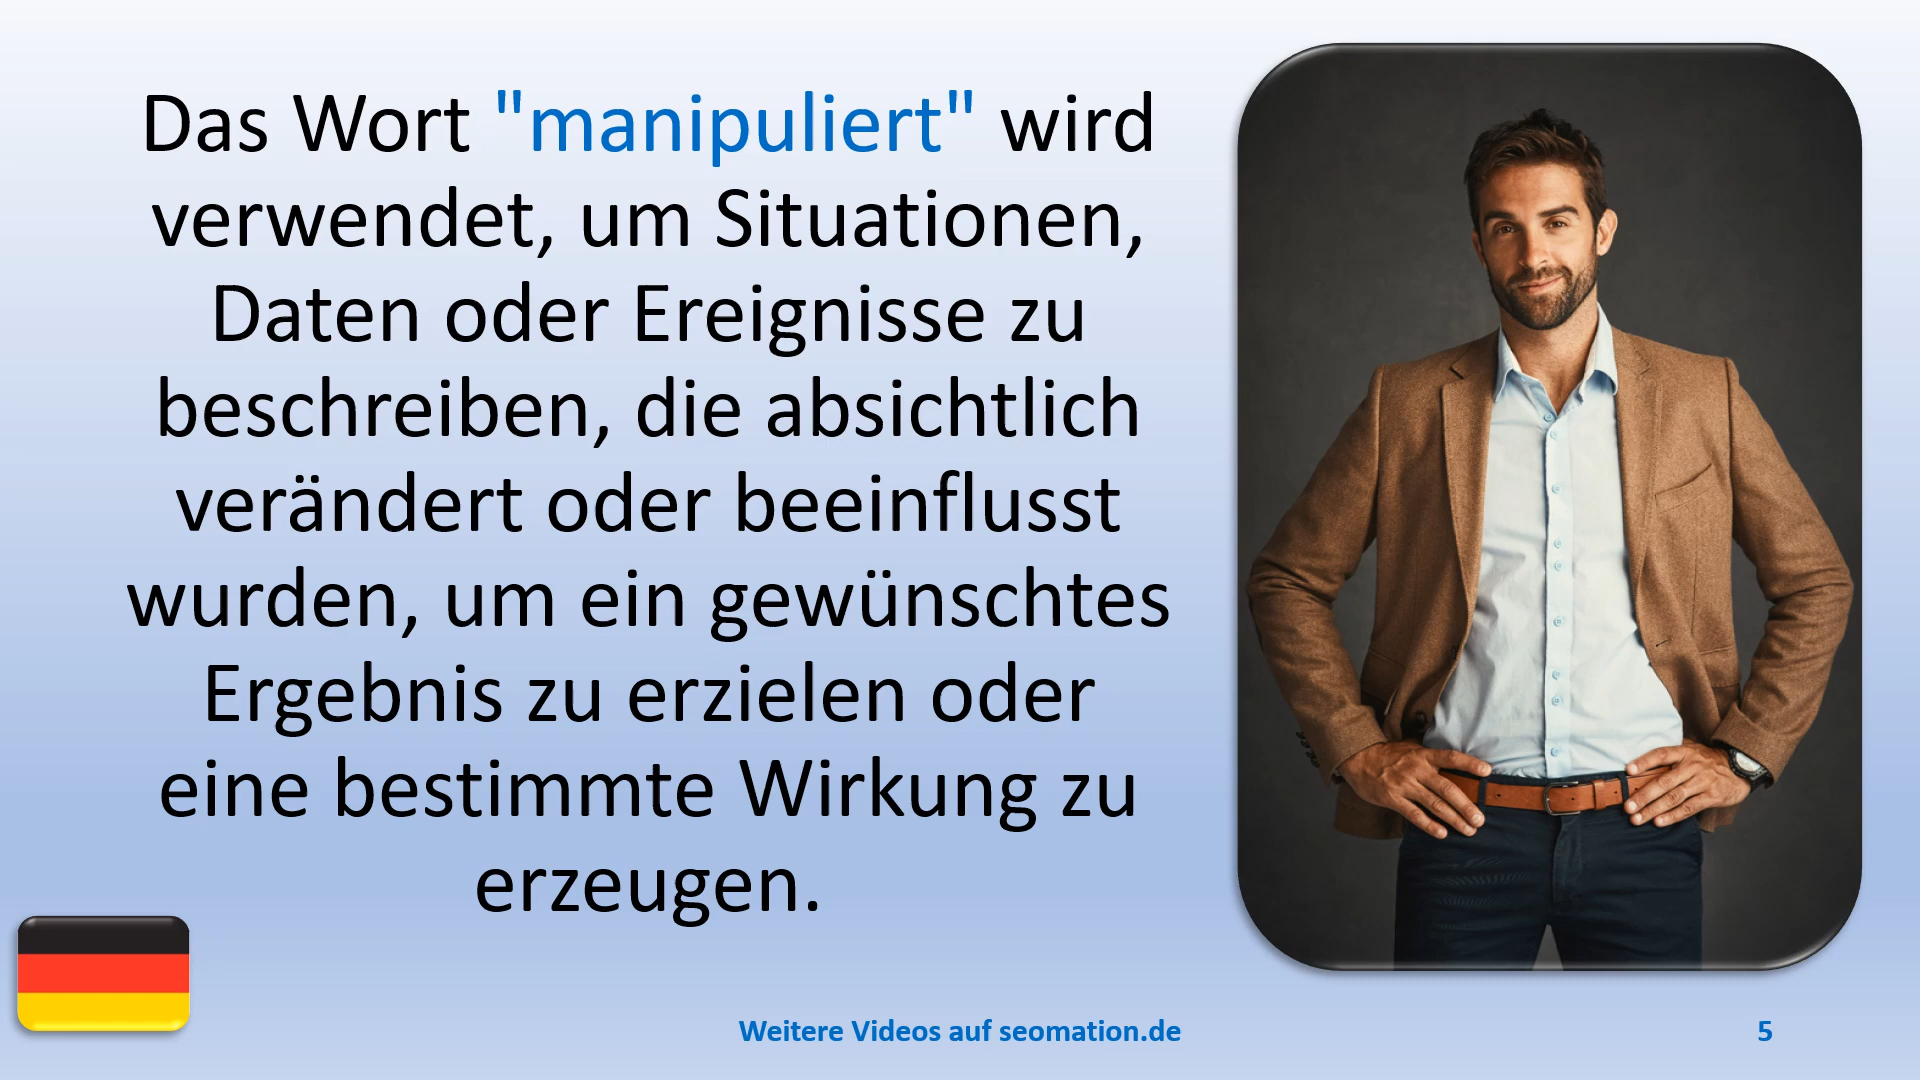 Das Wort "manipuliert" wird
verwendet, um Situationen,
Daten oder Ereignisse zu
beschreiben, die absichtlich
verändert oder beeinflusst
wurden, um ein gewünschtes
Ergebnis zu erzielen oder
eine bestimmte Wirkung zu
erzeugen.
Weitere Videos auf seomation.de
5